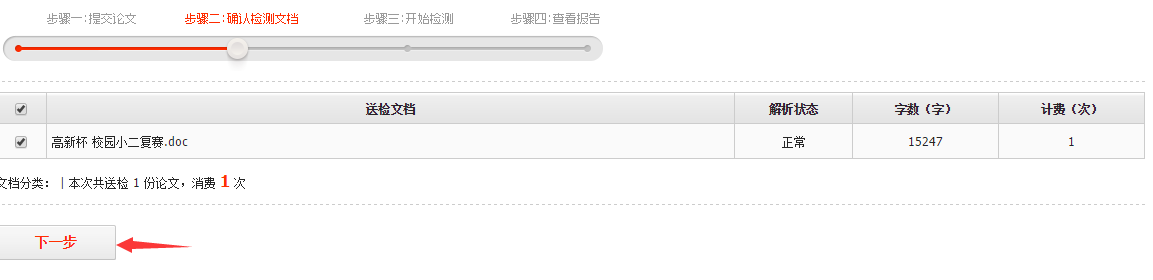 步骤一:提交论文 步骤二:确认检测文档 步骤三:开始检测 步骤四:查看报告
送检文档 解析状态 字数（字） 计费（次）
高新杯 校园小二复赛.doc 正常 15247 1
文档分类： | 本次共送检 1 份论文，消费 1 次
下一步